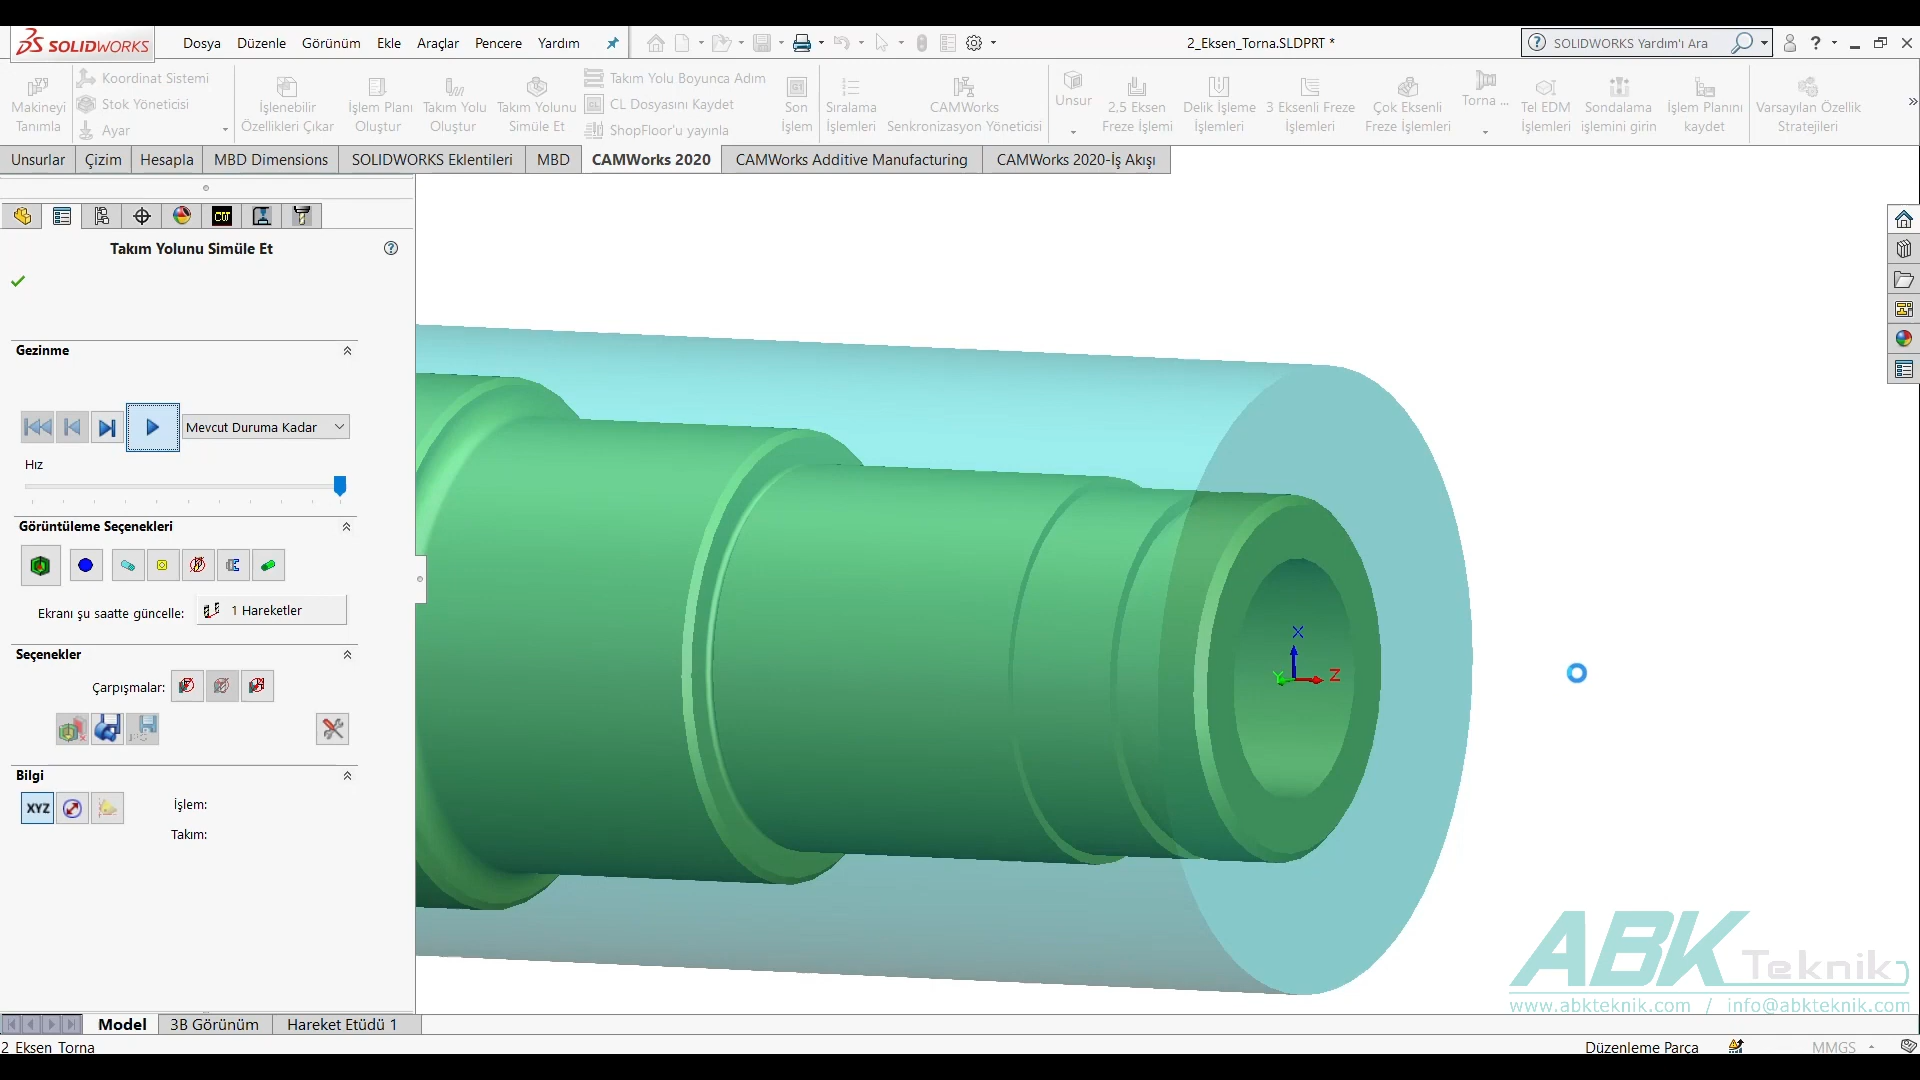 SOLIDWORKS Dosya Düzenle Görünüm Ekle Araçlar Pencere Yardım 2_Eksen_Torna.SLDPRT * SOLIDWORKS Yardım'ı Ara
Makineyi Tanımla
Koordinat Sistemi
Stok Yöneticisi
Ayar
İşlenebilir Özellikleri Çıkar
İşlem Planı Oluştur
Takım Yolu Oluştur
Takım Yolunu Simüle Et
Takım Yolu Boyunca Adım
CL Dosyasını Kaydet
ShopFloor'u yayınla
Son İşlem
Sıralama İşlemleri
CAMWorks Senkronizasyon Yöneticisi
Unsur
2,5 Eksen Freze İşlemi
Delik İşleme İşlemleri
3 Eksenli Freze İşlemleri
Çok Eksenli Freze İşlemleri
Torna ...
Tel EDM İşlemleri
Sondalama işlemini girin
İşlem Planını kaydet
Varsayılan Özellik Stratejileri
Unsurlar Çizim Hesapla MBD Dimensions SOLIDWORKS Eklentileri MBD CAMWorks 2020 CAMWorks Additive Manufacturing CAMWorks 2020-İş Akışı
Takım Yolunu Simüle Et
Gezinme
Mevcut Duruma Kadar
Hız
Görüntüleme Seçenekleri
Ekranı şu saatte güncelle: 1 Hareketler
Seçenekler
Çarpışmalar:
Bilgi
XYZ İşlem:
Takım:
X
Y Z
ABK Teknik
www.abkteknik.com / info@abkteknik.com
Model 3B Görünüm Hareket Etüdü 1
2_Eksen_Torna Düzenleme Parça MMGS